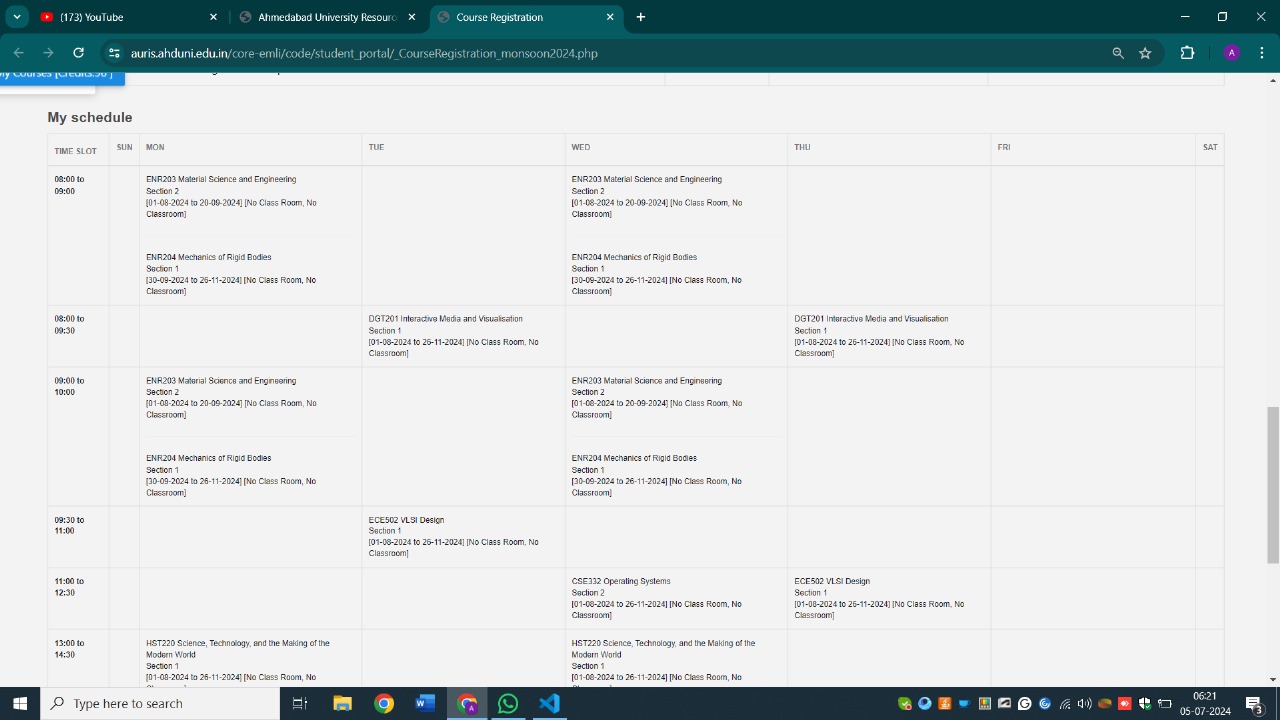 (173) YouTube
Ahmedabad University Resourc
Course Registration
auris.ahduni.edu.in/core-emli/code/student_portal/_CourseRegistration_monsoon2024.php
A
My Courses [Credits:
My schedule
TIME SLOT SUN MON TUE WED THU FRI SAT
08:00 to
09:00
ENR203 Material Science and Engineering
Section 2
[01-08-2024 to 20-09-2024] [No Class Room, No
Classroom]
ENR204 Mechanics of Rigid Bodies
Section 1
[30-09-2024 to 26-11-2024] [No Class Room, No
Classroom]
ENR203 Material Science and Engineering
Section 2
[01-08-2024 to 20-09-2024] [No Class Room, No
Classroom]
ENR204 Mechanics of Rigid Bodies
Section 1
[30-09-2024 to 26-11-2024] [No Class Room, No
Classroom]
08:00 to
09:30
DGT201 Interactive Media and Visualisation
Section 1
[01-08-2024 to 26-11-2024] [No Class Room, No
Classroom]
DGT201 Interactive Media and Visualisation
Section 1
[01-08-2024 to 26-11-2024] [No Class Room, No
Classroom]
09:00 to
10:00
ENR203 Material Science and Engineering
Section 2
[01-08-2024 to 20-09-2024] [No Class Room, No
Classroom]
ENR204 Mechanics of Rigid Bodies
Section 1
[30-09-2024 to 26-11-2024] [No Class Room, No
Classroom]
ENR203 Material Science and Engineering
Section 2
[01-08-2024 to 20-09-2024] [No Class Room, No
Classroom]
ENR204 Mechanics of Rigid Bodies
Section 1
[30-09-2024 to 26-11-2024] [No Class Room, No
Classroom]
09:30 to
11:00
ECE502 VLSI Design
Section 1
[01-08-2024 to 26-11-2024] [No Class Room, No
Classroom]
11:00 to
12:30
CSE332 Operating Systems
Section 2
[01-08-2024 to 26-11-2024] [No Class Room, No
Classroom]
ECE502 VLSI Design
Section 1
[01-08-2024 to 26-11-2024] [No Class Room, No
Classroom]
13:00 to
14:30
HST220 Science, Technology, and the Making of the
Modern World
Section 1
[01-08-2024 to 26-11-2024] [No Class Room, No
HST220 Science, Technology, and the Making of the
Modern World
Section 1
[01-08-2024 to 26-11-2024] [No Class Room, No
Type here to search
06:21
05-07-2024
3